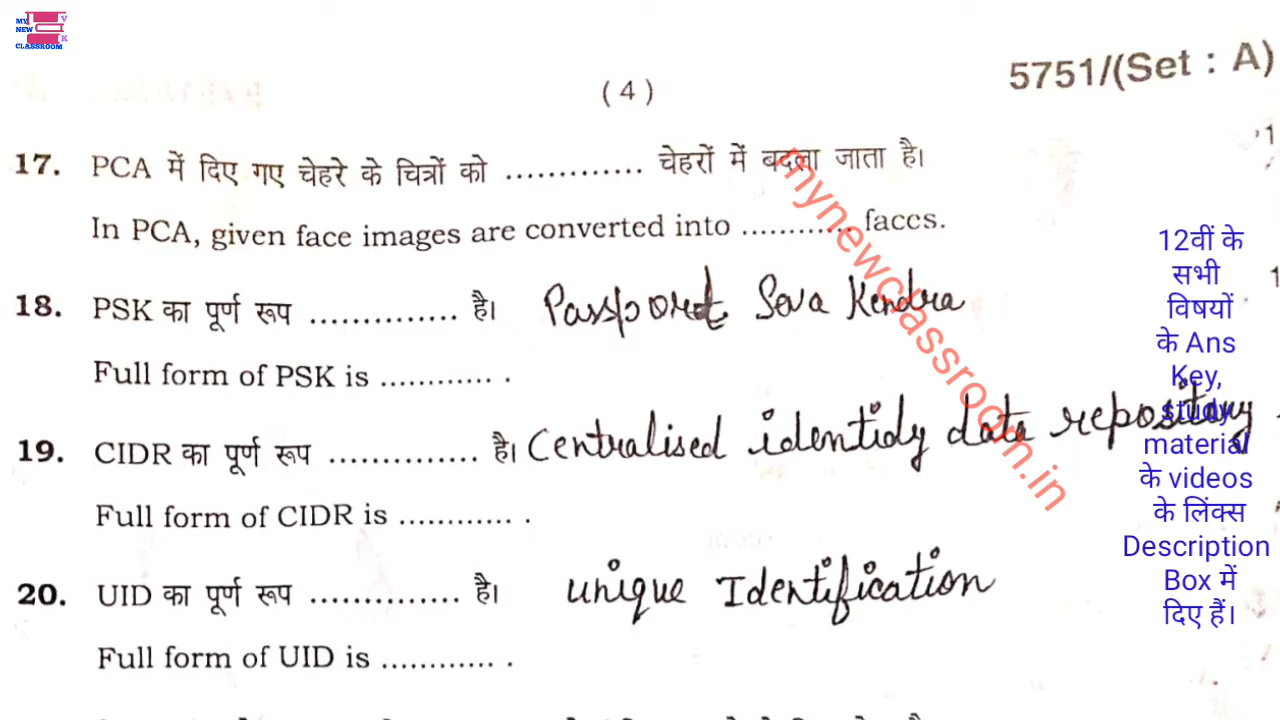 MY
NEW
CLASSROOM
V
K
5751/(Set : A)
( 4 )
17. PCA में दिए गए चेहरे के चित्रों को ............. चेहरों में बदला जाता है।
In PCA, given face images are converted into ............ faces.
18. PSK का पूर्ण रूप .............. है। Passport Seva Kendra
Full form of PSK is ............ .
19. CIDR का पूर्ण रूप .............. है। Centralised identidy data repository
Full form of CIDR is ............ .
20. UID का पूर्ण रूप .............. है। unique Identification
Full form of UID is ............ .
mynewclassroom.in
12वीं के
सभी
विषयों
के Ans
Key,
study
material
के videos
के लिंक्स
Description
Box में
दिए हैं।